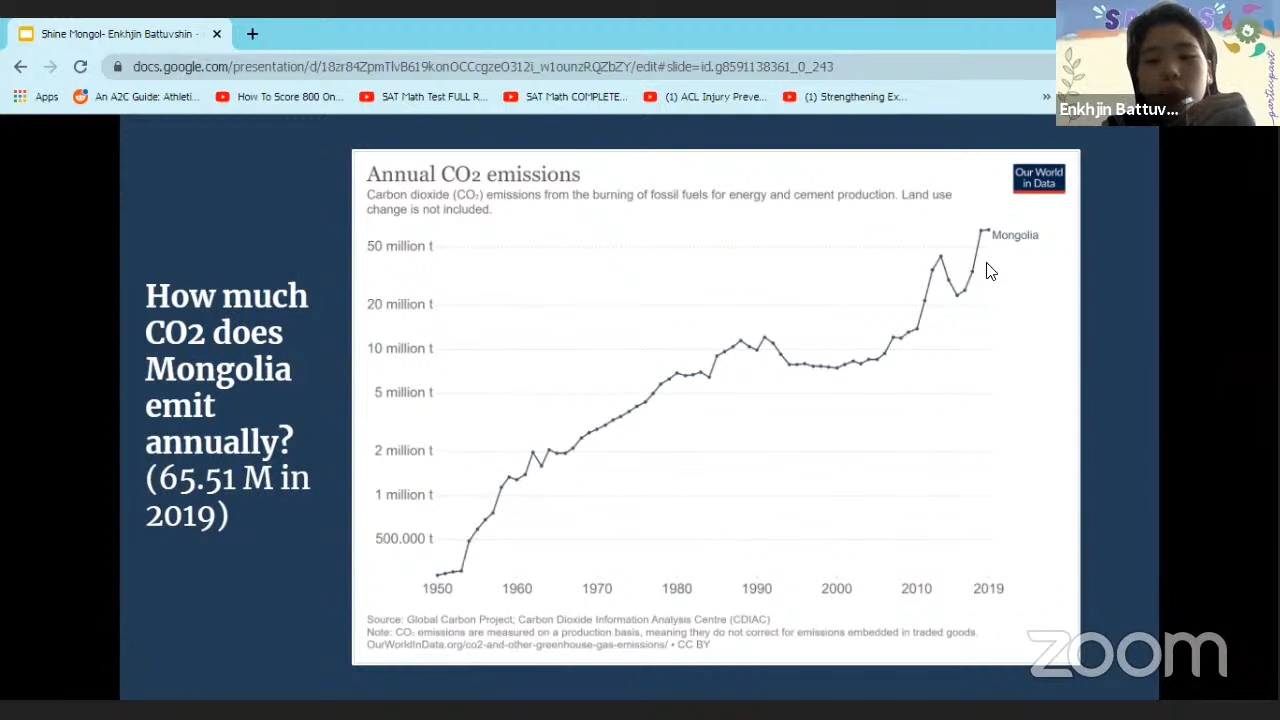 Shine Mongol- Enkhjin Battuvshin -
docs.google.com/presentation/d/18zr84ZpmTlvB619konOCCcgzeO312i_w1ounzRQZbZY/edit#slide=id.g8591138361_0_243
Apps
An A2C Guide: Athleti...
How To Score 800 On...
SAT Math Test FULL R...
SAT Math COMPLETE...
(1) ACL Injury Preve...
(1) Strengthening Ex...
»
participant
Enkhjin Battuv...
How much
CO2 does
Mongolia
emit
annually?
(65.51 M in
2019)
Annual CO2 emissions
Carbon dioxide (CO₂) emissions from the burning of fossil fuels for energy and cement production. Land use
change is not included.
Our World
in Data
Mongolia
50 million t
20 million t
10 million t
5 million t
2 million t
1 million t
500,000 t
1950 1960 1970 1980 1990 2000 2010 2019
Source: Global Carbon Project; Carbon Dioxide Information Analysis Centre (CDIAC)
Note: CO₂ emissions are measured on a production basis, meaning they do not correct for emissions embedded in traded goods.
OurWorldInData.org/co2-and-other-greenhouse-gas-emissions/ • CC BY
zoom